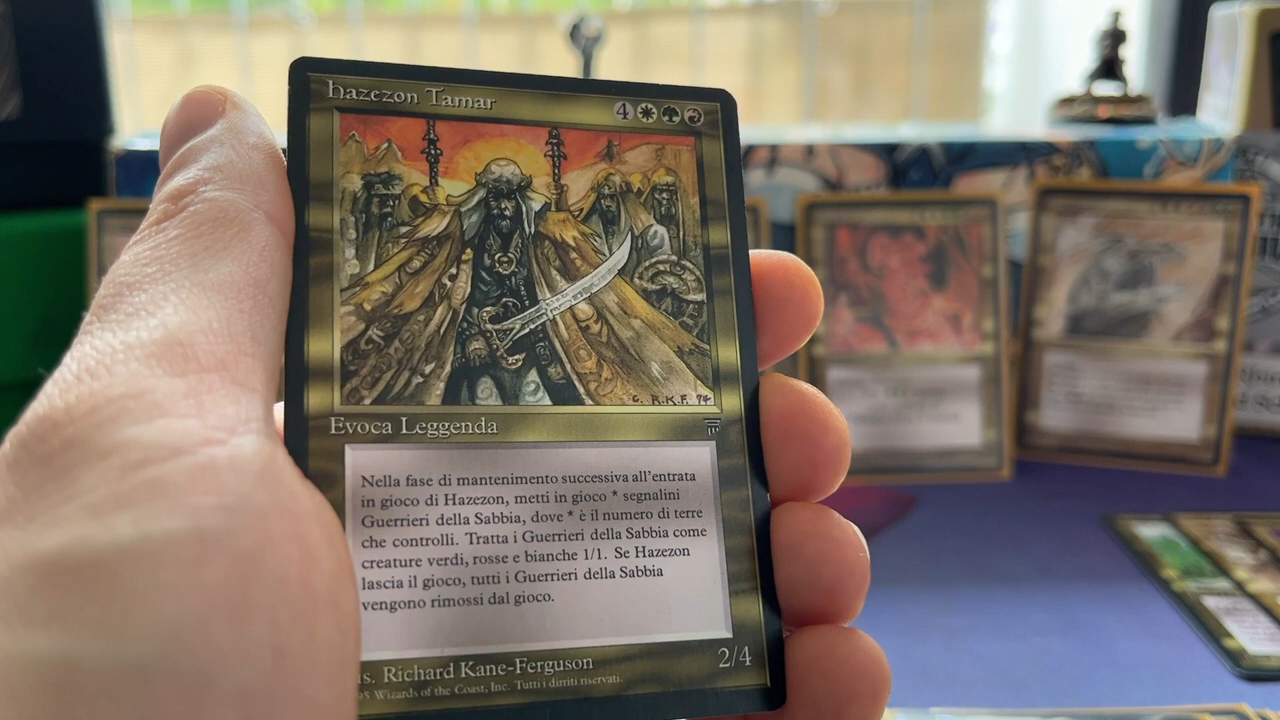 hazezon Tamar
4
C. R.K.F. 94
Evoca Leggenda
Nella fase di mantenimento successiva all'entrata
in gioco di Hazezon, metti in gioco * segnalini
Guerrieri della Sabbia, dove * è il numero di terre
che controlli. Tratta i Guerrieri della Sabbia come
creature verdi, rosse e bianche 1/1. Se Hazezon
lascia il gioco, tutti i Guerrieri della Sabbia
vengono rimossi dal gioco.
2/4
s. Richard Kane-Ferguson
95 Wizards of the Coast, Inc. Tutti i diritti riservati.